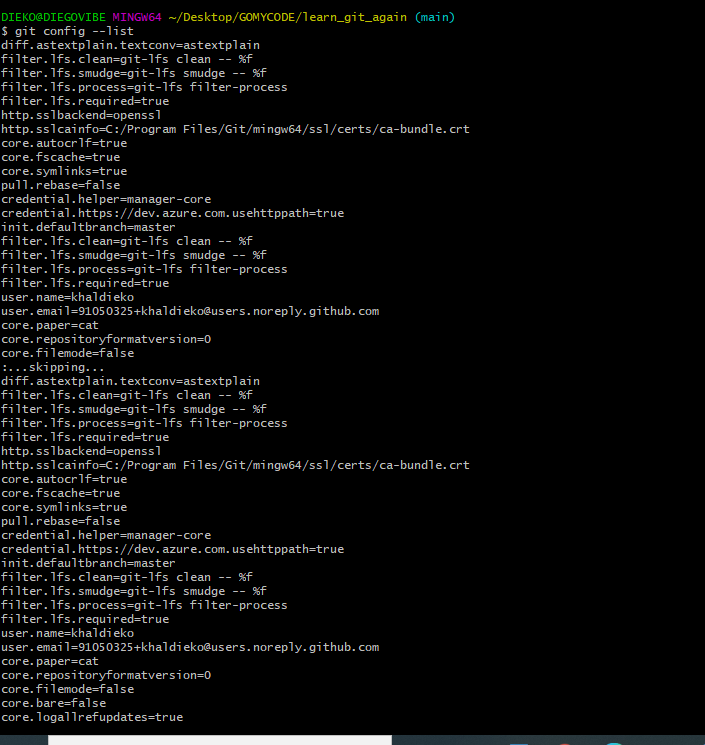 DIEKO@DIEGOVIBE MINGW64 ~/Desktop/GOMYCODE/learn_git_again (main)
$ git config --list
diff.astextplain.textconv=astextplain
filter.lfs.clean=git-lfs clean -- %f
filter.lfs.smudge=git-lfs smudge -- %f
filter.lfs.process=git-lfs filter-process
filter.lfs.required=true
http.sslbackend=openssl
http.sslcainfo=C:/Program Files/Git/mingw64/ssl/certs/ca-bundle.crt
core.autocrlf=true
core.fscache=true
core.symlinks=true
pull.rebase=false
credential.helper=manager-core
credential.https://dev.azure.com.usehttppath=true
init.defaultbranch=master
filter.lfs.clean=git-lfs clean -- %f
filter.lfs.smudge=git-lfs smudge -- %f
filter.lfs.process=git-lfs filter-process
filter.lfs.required=true
user.name=khaldieko
user.email=91050325+khaldieko@users.noreply.github.com
core.paper=cat
core.repositoryformatversion=0
core.filemode=false
:...skipping...
diff.astextplain.textconv=astextplain
filter.lfs.clean=git-lfs clean -- %f
filter.lfs.smudge=git-lfs smudge -- %f
filter.lfs.process=git-lfs filter-process
filter.lfs.required=true
http.sslbackend=openssl
http.sslcainfo=C:/Program Files/Git/mingw64/ssl/certs/ca-bundle.crt
core.autocrlf=true
core.fscache=true
core.symlinks=true
pull.rebase=false
credential.helper=manager-core
credential.https://dev.azure.com.usehttppath=true
init.defaultbranch=master
filter.lfs.clean=git-lfs clean -- %f
filter.lfs.smudge=git-lfs smudge -- %f
filter.lfs.process=git-lfs filter-process
filter.lfs.required=true
user.name=khaldieko
user.email=91050325+khaldieko@users.noreply.github.com
core.paper=cat
core.repositoryformatversion=0
core.filemode=false
core.bare=false
core.logallrefupdates=true